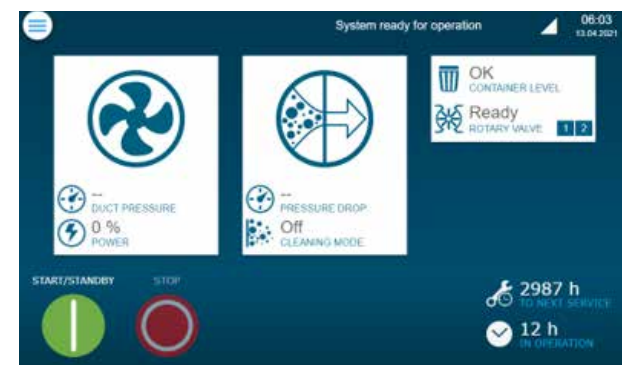 System ready for operation
06:03
13.04.2021
--
DUCT PRESSURE
0 %
POWER
--
PRESSURE DROP
Off
CLEANING MODE
OK
CONTAINER LEVEL
Ready
ROTARY VALVE 1 2
START/STANDBY
STOP
2987 h
TO NEXT SERVICE
12 h
IN OPERATION